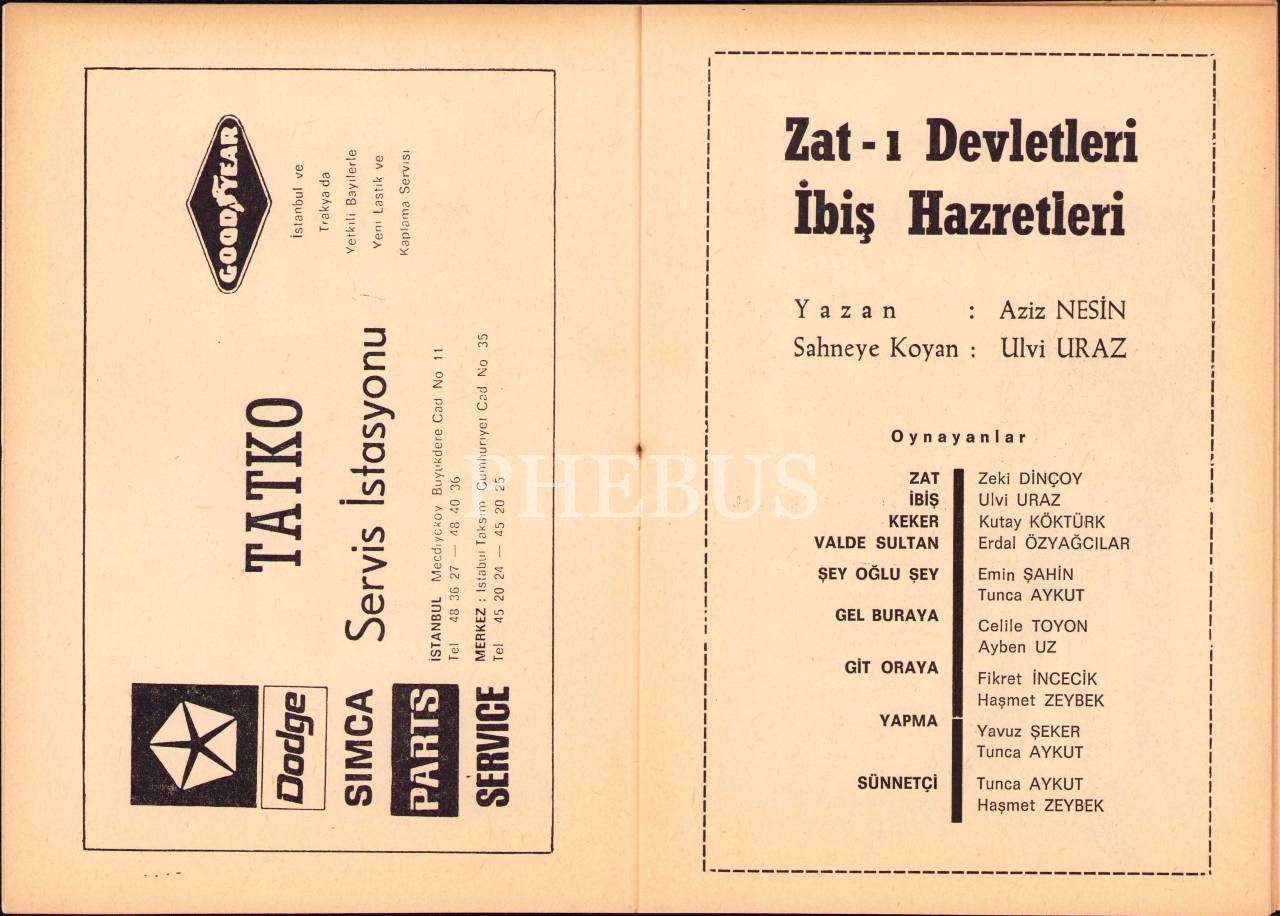 GOODYEAR
İstanbul ve
Trakyada
Yetkili Bayilerle
Yeni Lastik ve
Kaplama Servisi
TATKO
Servis İstasyonu
İSTANBUL Mecdiyeköy Büyükdere Cad No 11
Tel 48 36 27 — 48 40 36
MERKEZ : İstabul Taksim Cumhuriyet Cad No 35
Tel 45 20 24 — 45 20 25
Dodge
SIMCA
PARTS
SERVICE
PHEBUS
Zat-ı Devletleri
İbiş Hazretleri
Yazan : Aziz NESİN
Sahneye Koyan : Ulvi URAZ
Oynayanlar
ZAT Zeki DİNÇOY
İBİŞ Ulvi URAZ
KEKER Kutay KÖKTÜRK
VALDE SULTAN Erdal ÖZYAĞCILAR
ŞEY OĞLU ŞEY Emin ŞAHİN
Tunca AYKUT
GEL BURAYA Celile TOYON
Ayben UZ
GİT ORAYA Fikret İNCECİK
Haşmet ZEYBEK
YAPMA Yavuz ŞEKER
Tunca AYKUT
SÜNNETÇİ Tunca AYKUT
Haşmet ZEYBEK